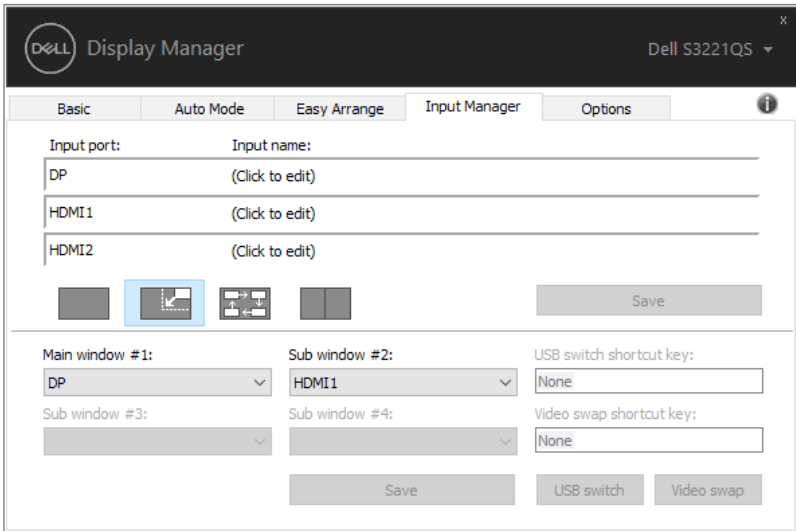 x
DELL Display Manager Dell S3221QS
Basic Auto Mode Easy Arrange Input Manager Options i
Input port: Input name:
DP (Click to edit)
HDMI1 (Click to edit)
HDMI2 (Click to edit)
Save
Main window #1: Sub window #2: USB switch shortcut key:
DP HDMI1 None
Sub window #3: Sub window #4: Video swap shortcut key:
None
Save USB switch Video swap